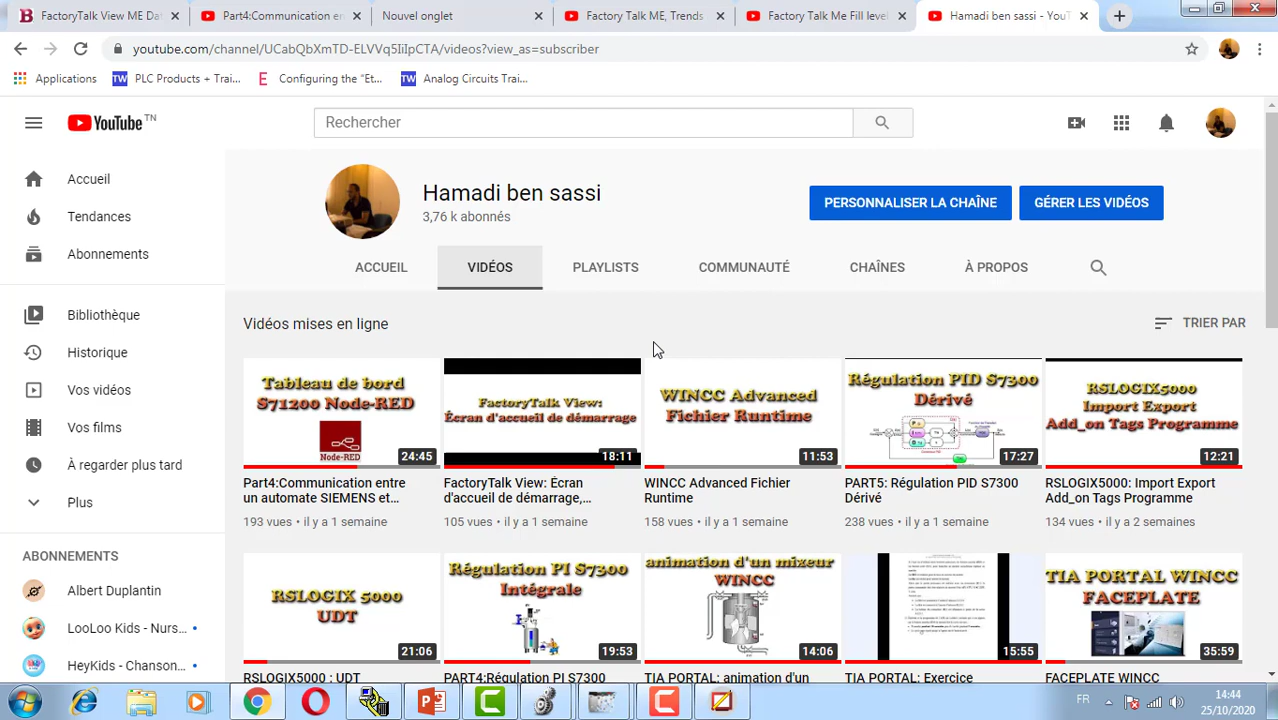 FactoryTalk View ME Dat
Part4:Communication en
Nouvel onglet
Factory Talk ME, Trends
Factory Talk Me Fill level
Hamadi ben sassi - YouT
youtube.com/channel/UCabQbXmTD-ELVVq5IiIpCTA/videos?view_as=subscriber
Applications
TW PLC Products + Trai...
E Configuring the "Et...
TW Analog Circuits Trai...
YouTube TN
Rechercher
Accueil
Tendances
Abonnements
Bibliothèque
Historique
Vos vidéos
Vos films
À regarder plus tard
Plus
ABONNEMENTS
Albert Duplantin
HeyKids - Chanson...
Hamadi ben sassi
3,76 k abonnés
PERSONNALISER LA CHAÎNE
GÉRER LES VIDÉOS
ACCUEIL
VIDÉOS
PLAYLISTS
COMMUNAUTÉ
CHAÎNES
À PROPOS
Vidéos mises en ligne
TRIER PAR
Tableau de bord
S71200 Node-RED
Node-RED
24:45
Part4:Communication entre
un automate SIEMENS et...
193 vues • il y a 1 semaine
FactoryTalk View:
Écran d'accueil de démarrage
18:11
FactoryTalk View: Écran
d'accueil de démarrage,...
105 vues • il y a 1 semaine
WINCC Advanced
Fichier Runtime
11:53
WINCC Advanced Fichier
Runtime
158 vues • il y a 1 semaine
Régulation PID S7300
Dérivé
17:27
PART5: Régulation PID S7300
Dérivé
238 vues • il y a 1 semaine
RSLOGIX5000
Import Export
Add_on Tags Programme
12:21
RSLOGIX5000: Import Export
Add_on Tags Programme
134 vues • il y a 2 semaines
21:06
RSLOGIX5000 : UDT
Régulation PI S7300
19:53
PART4:Régulation PI S7300
animation d'un mixeur
WINCC
14:06
TIA PORTAL: animation d'un
15:55
TIA PORTAL: Exercice
TIA PORTAL WINCC
FACEPLATE
35:59
FACEPLATE WINCC
FR
14:44
25/10/2020